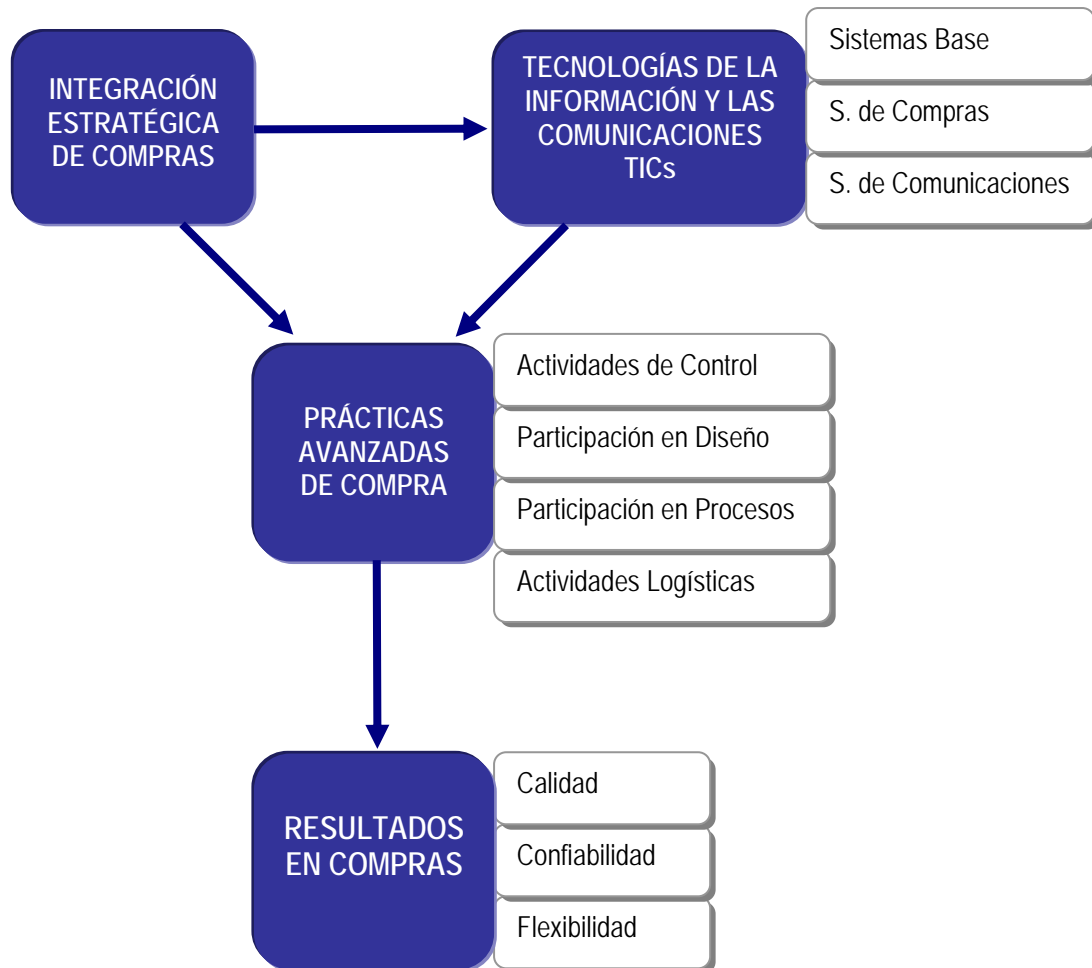 INTEGRACIÓN
ESTRATÉGICA
DE COMPRAS
TECNOLOGÍAS DE LA
INFORMACIÓN Y LAS
COMUNICACIONES
TICs
Sistemas Base
S. de Compras
S. de Comunicaciones
PRÁCTICAS
AVANZADAS
DE COMPRA
Actividades de Control
Participación en Diseño
Participación en Procesos
Actividades Logísticas
RESULTADOS
EN COMPRAS
Calidad
Confiabilidad
Flexibilidad